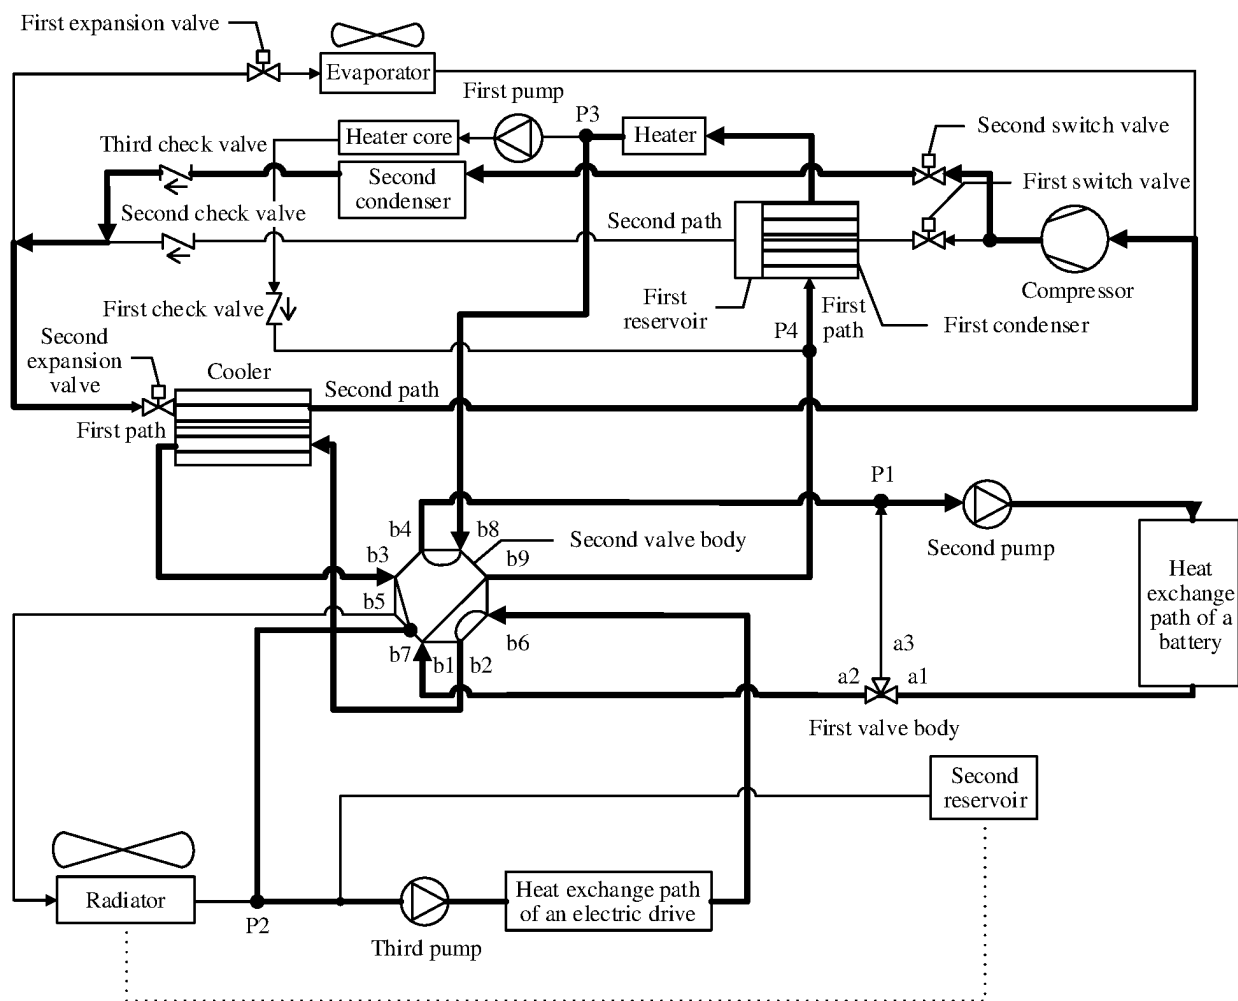 First expansion valve
Evaporator
First pump
P3
Heater core
Heater
Second switch valve
Third check valve
Second
condenser
First switch valve
Second check valve
Second path
First check valve
First
reservoir
First
path
Compressor
First condenser
P4
Second
expansion
valve
Cooler
Second path
First path
P1
b4
b8
Second valve body
Second pump
b3
b9
Heat
exchange
path of a
battery
b5
b6
b7
b1
b2
a3
a2
a1
First valve body
Second
reservoir
Radiator
P2
Heat exchange path
of an electric drive
Third pump